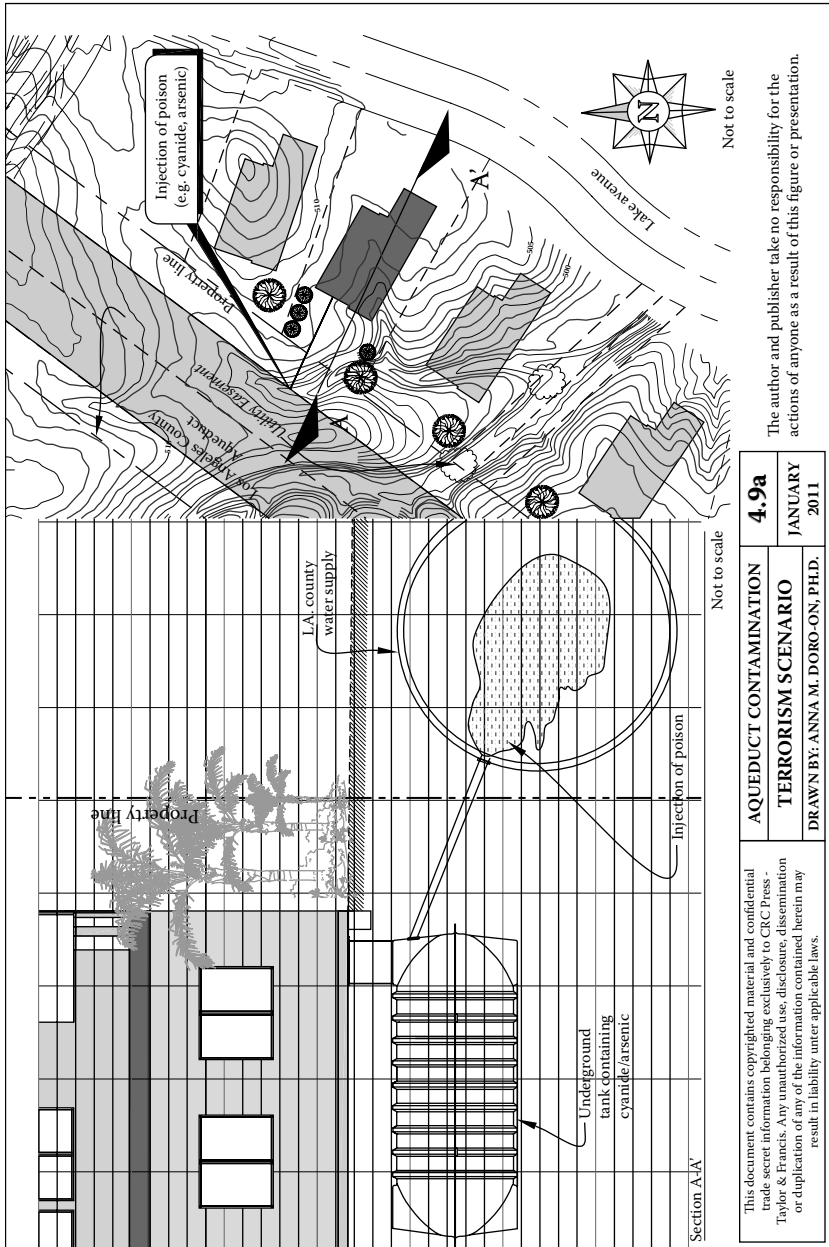 Injection of poison
(e.g. cyanide, arsenic)
Property line
Utility Easement
Los Angeles County
Aqueduct
510
505
500
A
A'
Lake avenue
N
Not to scale
L.A. county
water supply
Property line
Injection of poison
Underground
tank containing
cyanide/arsenic
Section A-A'
Not to scale
This document contains copyrighted material and confidential
trade secret information belonging exclusively to CRC Press -
Taylor & Francis. Any unauthorized use, disclosure, dissemination
or duplication of any of the information contained herein may
result in liability unter applicable laws.
AQUEDUCT CONTAMINATION
TERRORISM SCENARIO
DRAWN BY: ANNA M. DORO-ON, PH.D.
4.9a
JANUARY
2011
The author and publisher take no responsibility for the
actions of anyone as a result of this figure or presentation.